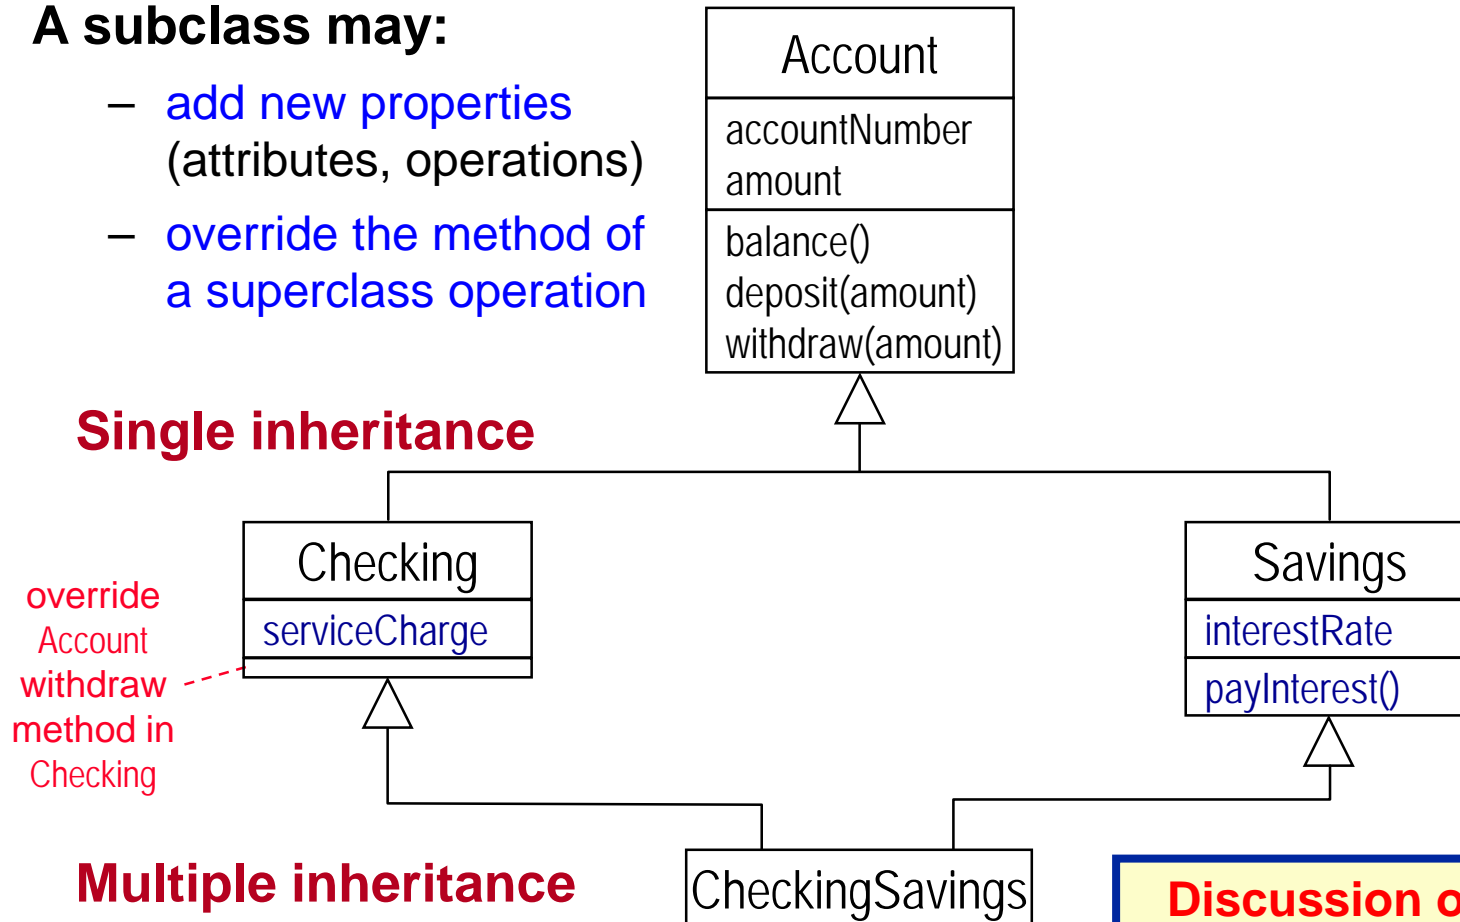 A subclass may:
– add new properties
(attributes, operations)
– override the method of
a superclass operation
Account
accountNumber
amount
balance()
deposit(amount)
withdraw(amount)
Single inheritance
Checking
serviceCharge
override
Account
withdraw
method in
Checking
Savings
interestRate
payInterest()
Multiple inheritance
CheckingSavings
Discussion